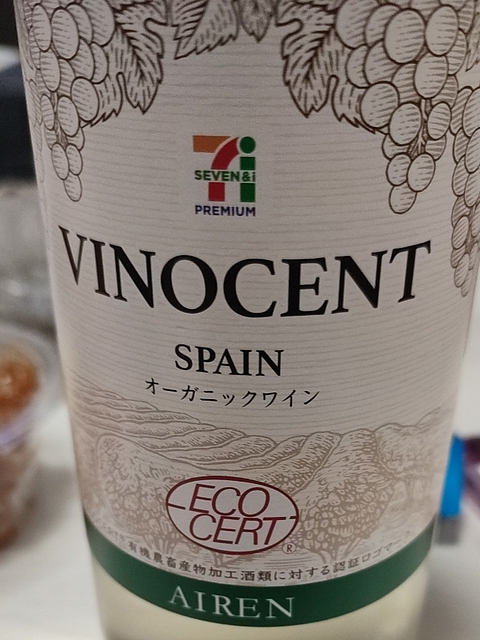 SEVEN&i
PREMIUM
VINOCENT
SPAIN
オーガニックワイン
ECO
CERT
®
有機農畜産物加工酒類に対する認証ロゴマーク
AIREN